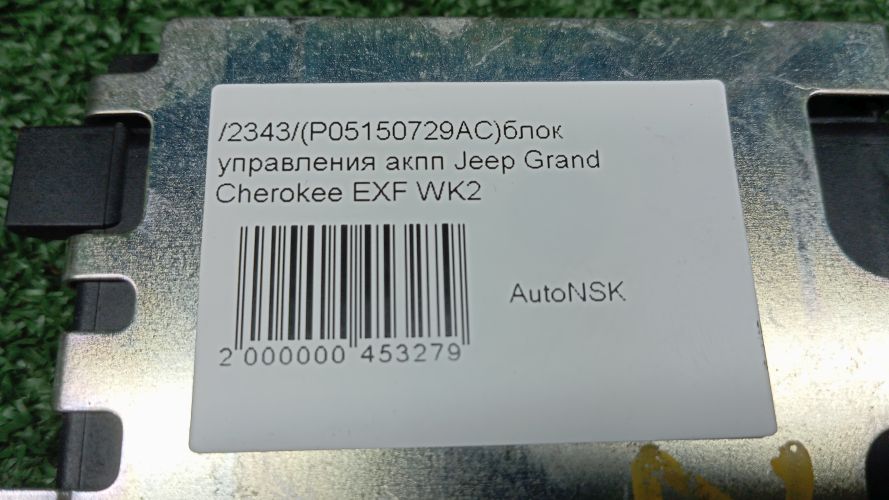 /2343/(P05150729AC)блок
управления акпп Jeep Grand
Cherokee EXF WK2
AutoNSK
2 000000 453279